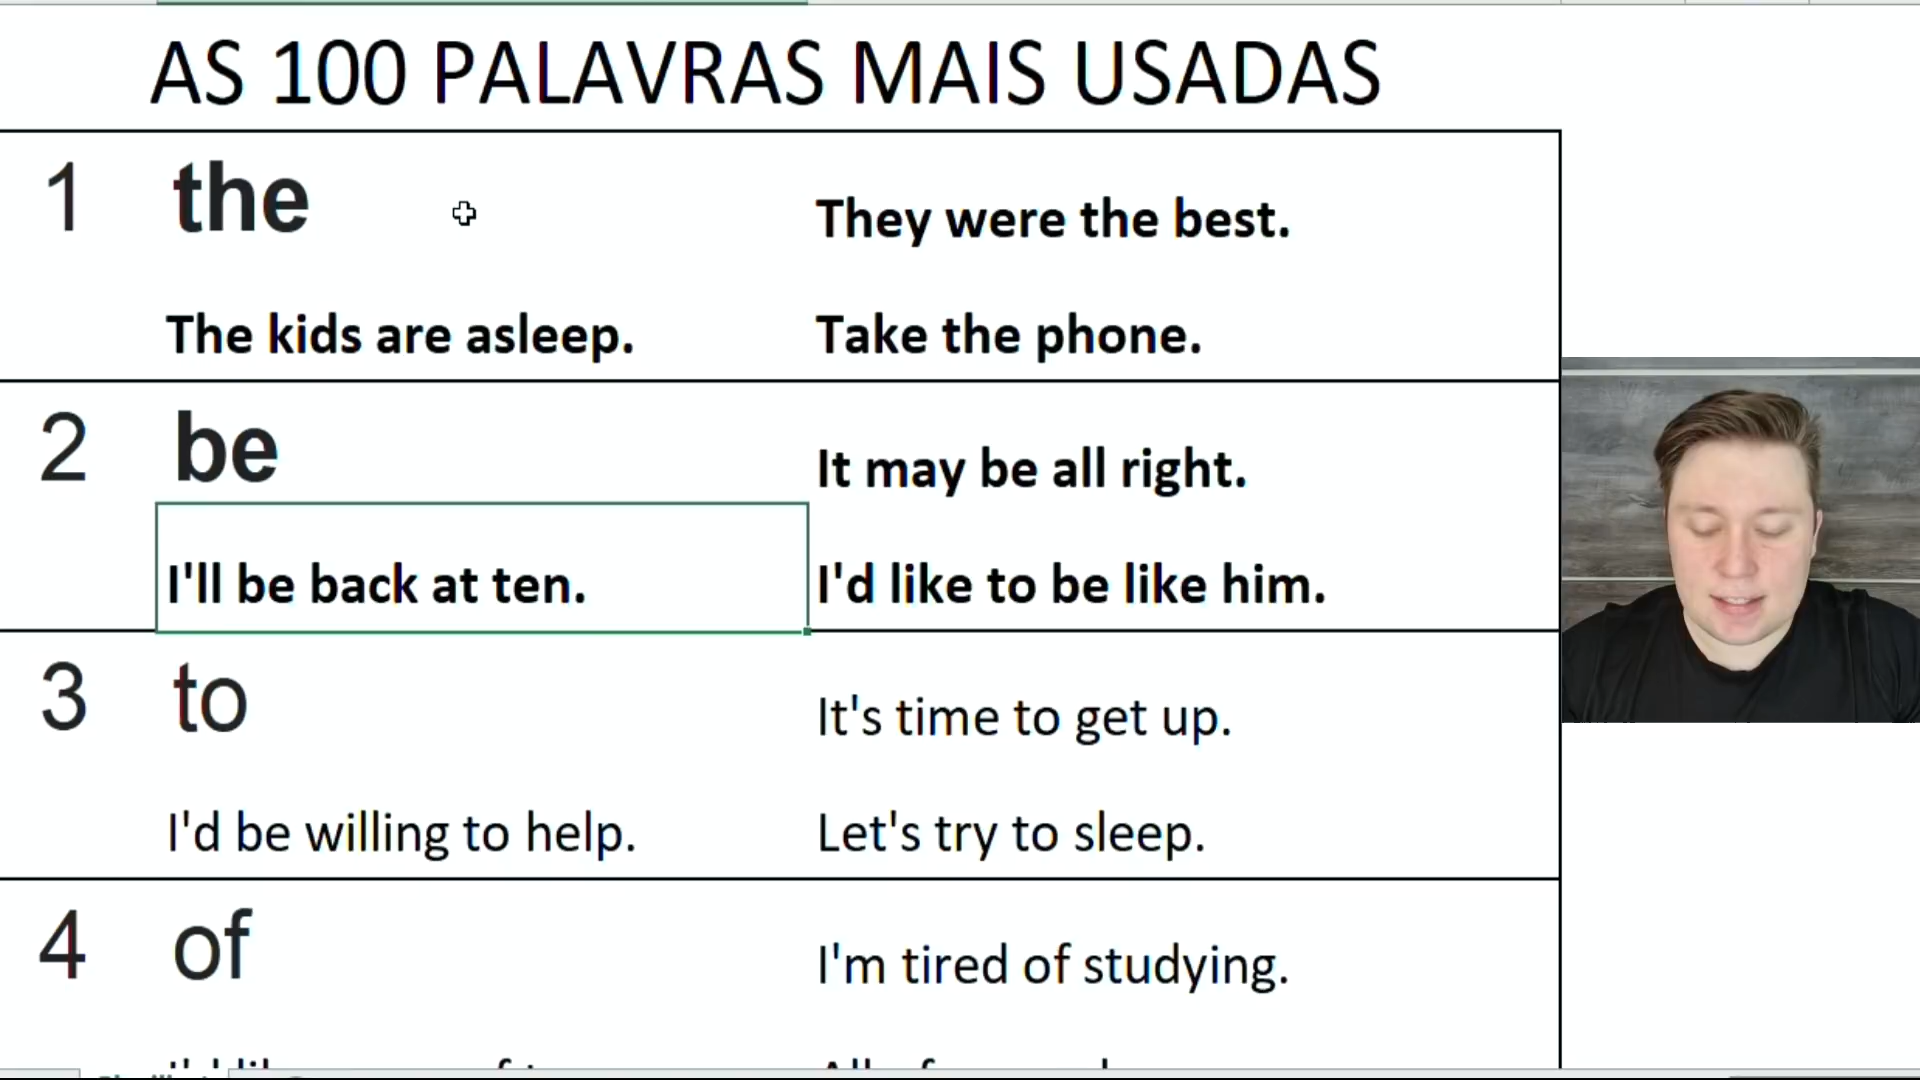 AS 100 PALAVRAS MAIS USADAS
1 the They were the best.
The kids are asleep. Take the phone.
2 be It may be all right.
I'll be back at ten. I'd like to be like him.
3 to It's time to get up.
I'd be willing to help. Let's try to sleep.
4 of I'm tired of studying.